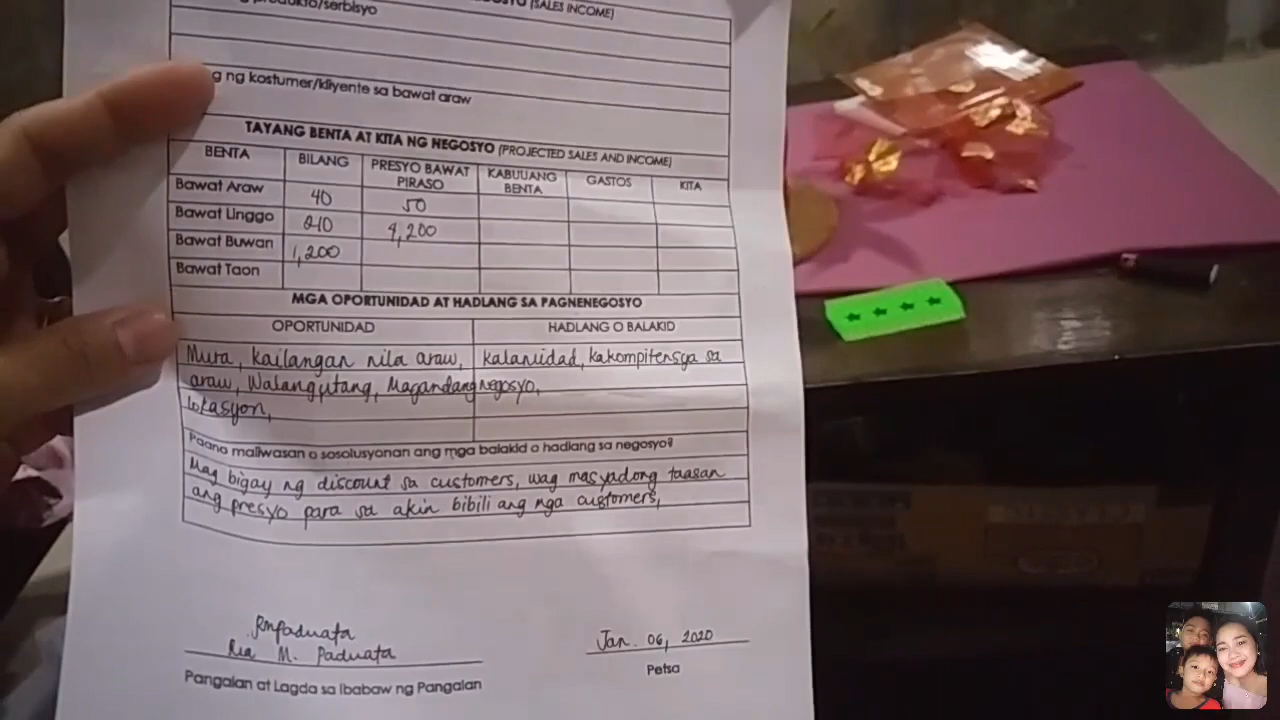 (SALES INCOME)
produkto/serbisyo
ng kostumer/kliyente sa bawat araw
TAYANG BENTA AT KITA NG NEGOSYO (PROJECTED SALES AND INCOME)
BENTA BILANG PRESYO BAWAT PIRASO KABUUANG BENTA GASTOS KITA
Bawat Araw 40 50
Bawat Linggo 210 4,200
Bawat Buwan 1,200
Bawat Taon
MGA OPORTUNIDAD AT HADLANG SA PAGNENEGOSYO
OPORTUNIDAD HADLANG O BALAKID
Mura, kailangan nila araw, kalamidad, kakompitensya sa
araw, Walang utang, Magandang negosyo,
lokasyon,
Paano maiiwasan o sosolusyonan ang mga balakid o hadlang sa negosyo?
Mag bigay ng discount sa customers, wag masyadong taasan
ang presyo para sa akin bibili ang mga customers,
Ria M. Paduata
Jan. 06, 2020
Pangalan at Lagda sa Ibabaw ng Pangalan
Petsa